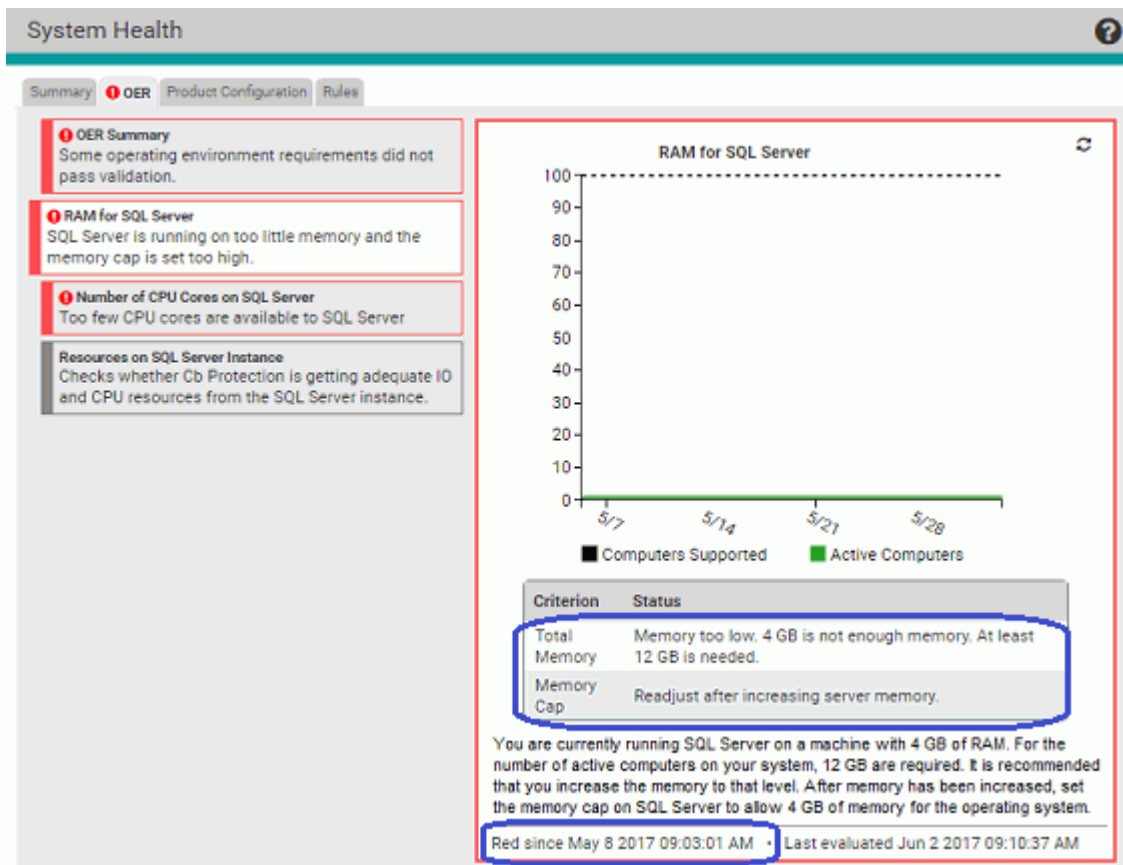 System Health
Summary
OER
Product Configuration
Rules
OER Summary
Some operating environment requirements did not
pass validation.
RAM for SQL Server
SQL Server is running on too little memory and the
memory cap is set too high.
Number of CPU Cores on SQL Server
Too few CPU cores are available to SQL Server
Resources on SQL Server Instance
Checks whether Cb Protection is getting adequate IO
and CPU resources from the SQL Server instance.
RAM for SQL Server
100
90
80
70
60
50
40
30
20
10
0
5/7 5/14 5/21 5/28
Computers Supported Active Computers
Criterion Status
Total Memory too low. 4 GB is not enough memory. At least
Memory 12 GB is needed.
Memory
Cap Readjust after increasing server memory.
You are currently running SQL Server on a machine with 4 GB of RAM. For the
number of active computers on your system, 12 GB are required. It is recommended
that you increase the memory to that level. After memory has been increased, set
the memory cap on SQL Server to allow 4 GB of memory for the operating system.
Red since May 8 2017 09:03:01 AM • Last evaluated Jun 2 2017 09:10:37 AM